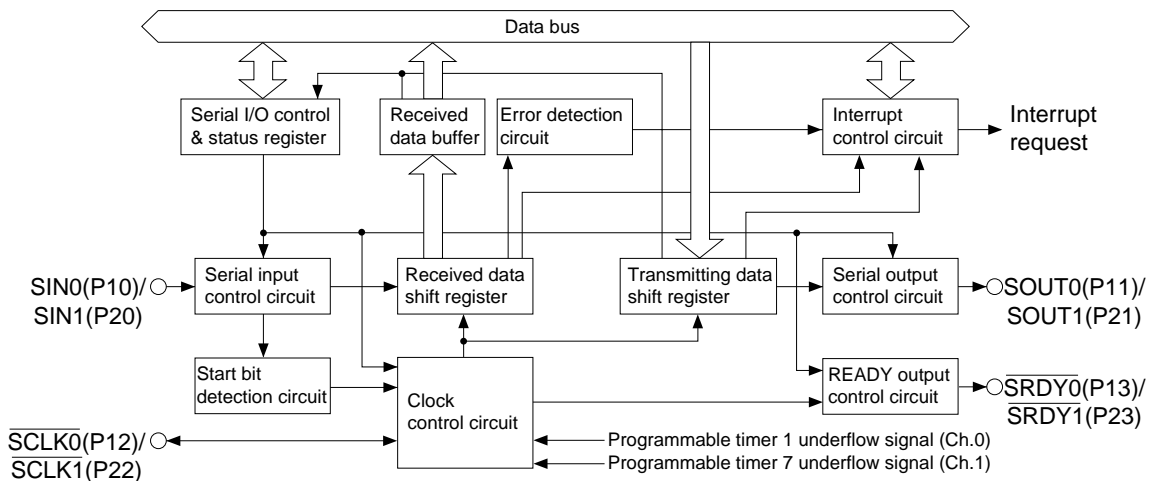 Data bus
Serial I/O control
& status register
Received
data buffer
Error detection
circuit
Interrupt
control circuit
Interrupt
request
SIN0(P10)/
SIN1(P20)
Serial input
control circuit
Received data
shift register
Transmitting data
shift register
Serial output
control circuit
SOUT0(P11)/
SOUT1(P21)
Start bit
detection circuit
Clock
control circuit
READY output
control circuit
SRDY0(P13)/
SRDY1(P23)
SCLK0(P12)/
SCLK1(P22)
Programmable timer 1 underflow signal (Ch.0)
Programmable timer 7 underflow signal (Ch.1)